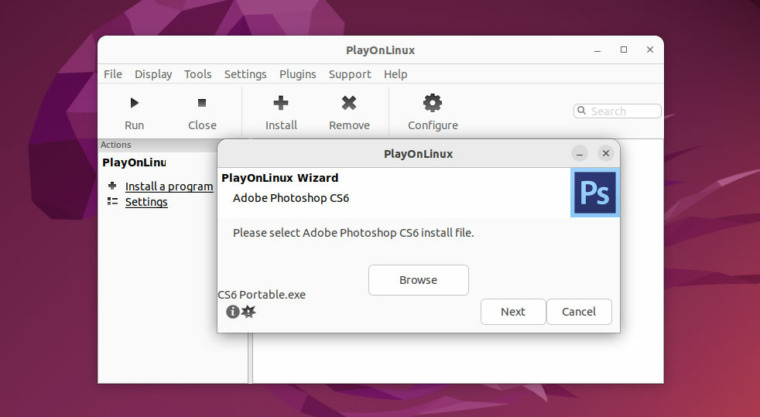 PlayOnLinux
File Display Tools Settings Plugins Support Help
Run Close Install Remove Configure Search
Actions
PlayOnLinu
Install a program
Settings
PlayOnLinux
PlayOnLinux Wizard
Adobe Photoshop CS6
Ps
Please select Adobe Photoshop CS6 install file.
Browse
CS6 Portable.exe
Next Cancel